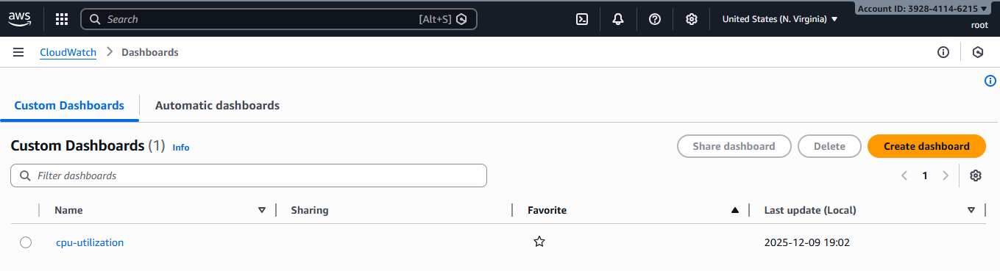 aws
Search [Alt+S]
United States (N. Virginia)
Account ID: 3928-4114-6215
root
CloudWatch Dashboards
Custom Dashboards Automatic dashboards
Custom Dashboards (1) Info Share dashboard Delete Create dashboard
Filter dashboards 1
Name Sharing Favorite Last update (Local)
cpu-utilization 2025-12-09 19:02